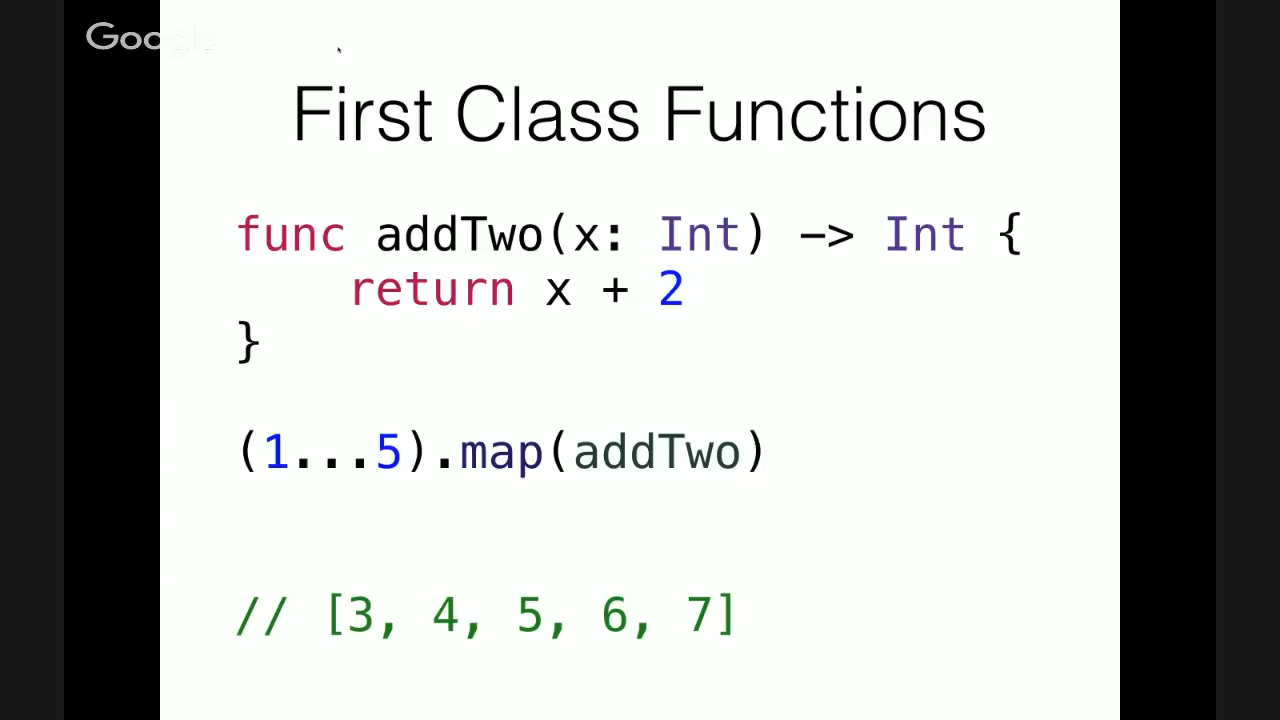 Google
First Class Functions
func addTwo(x: Int) -> Int {
    return x + 2
}
(1...5).map(addTwo)
// [3, 4, 5, 6, 7]